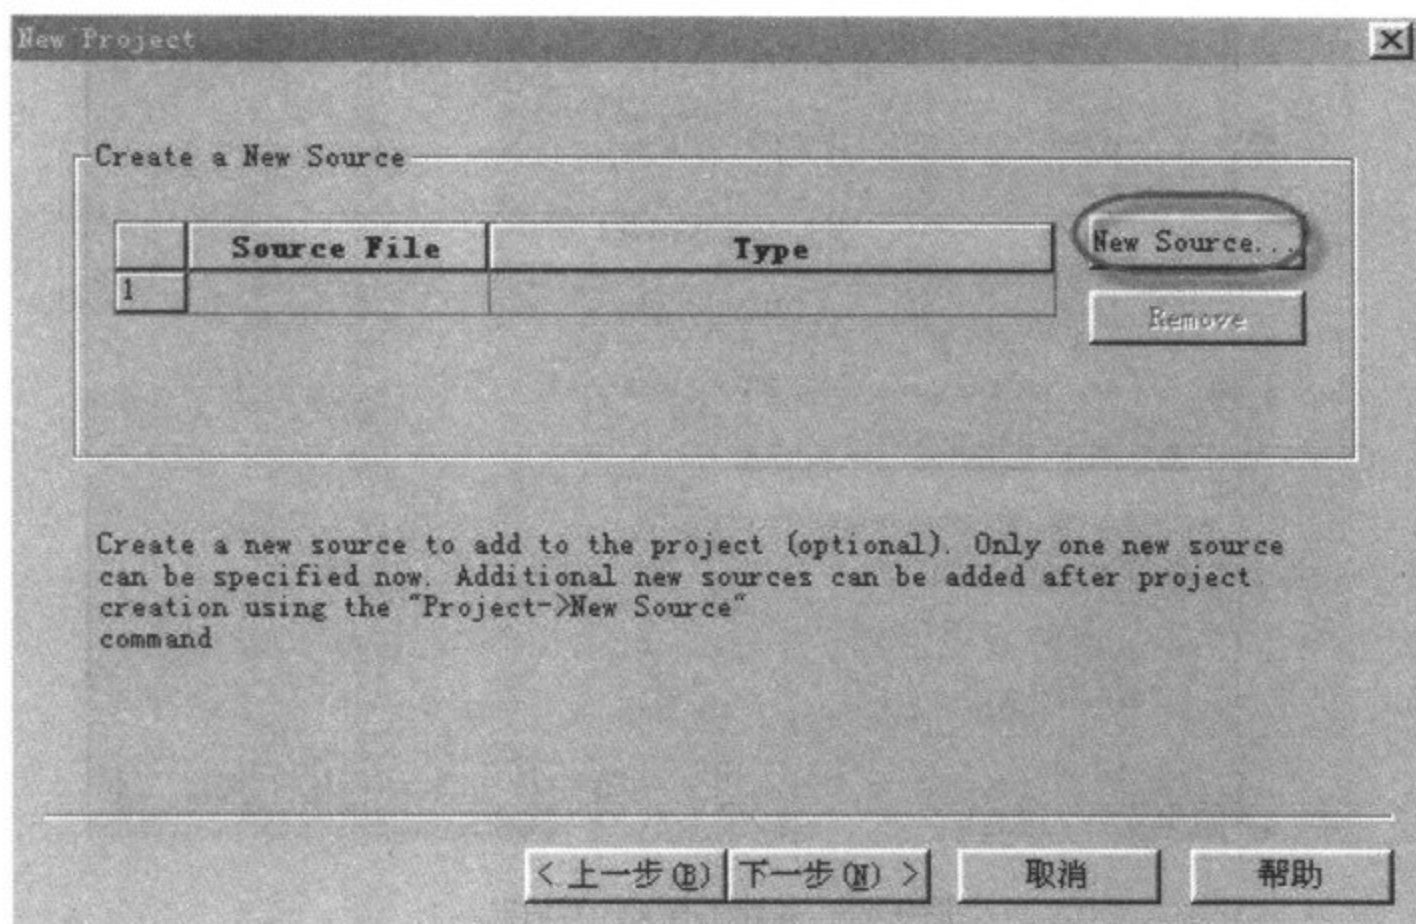 New Project
Create a New Source
Source File Type
New Source...
1
Remove
Create a new source to add to the project (optional). Only one new source
can be specified now. Additional new sources can be added after project
creation using the "Project->New Source"
command
< 上一步(B) 下一步(N) > 取消 帮助